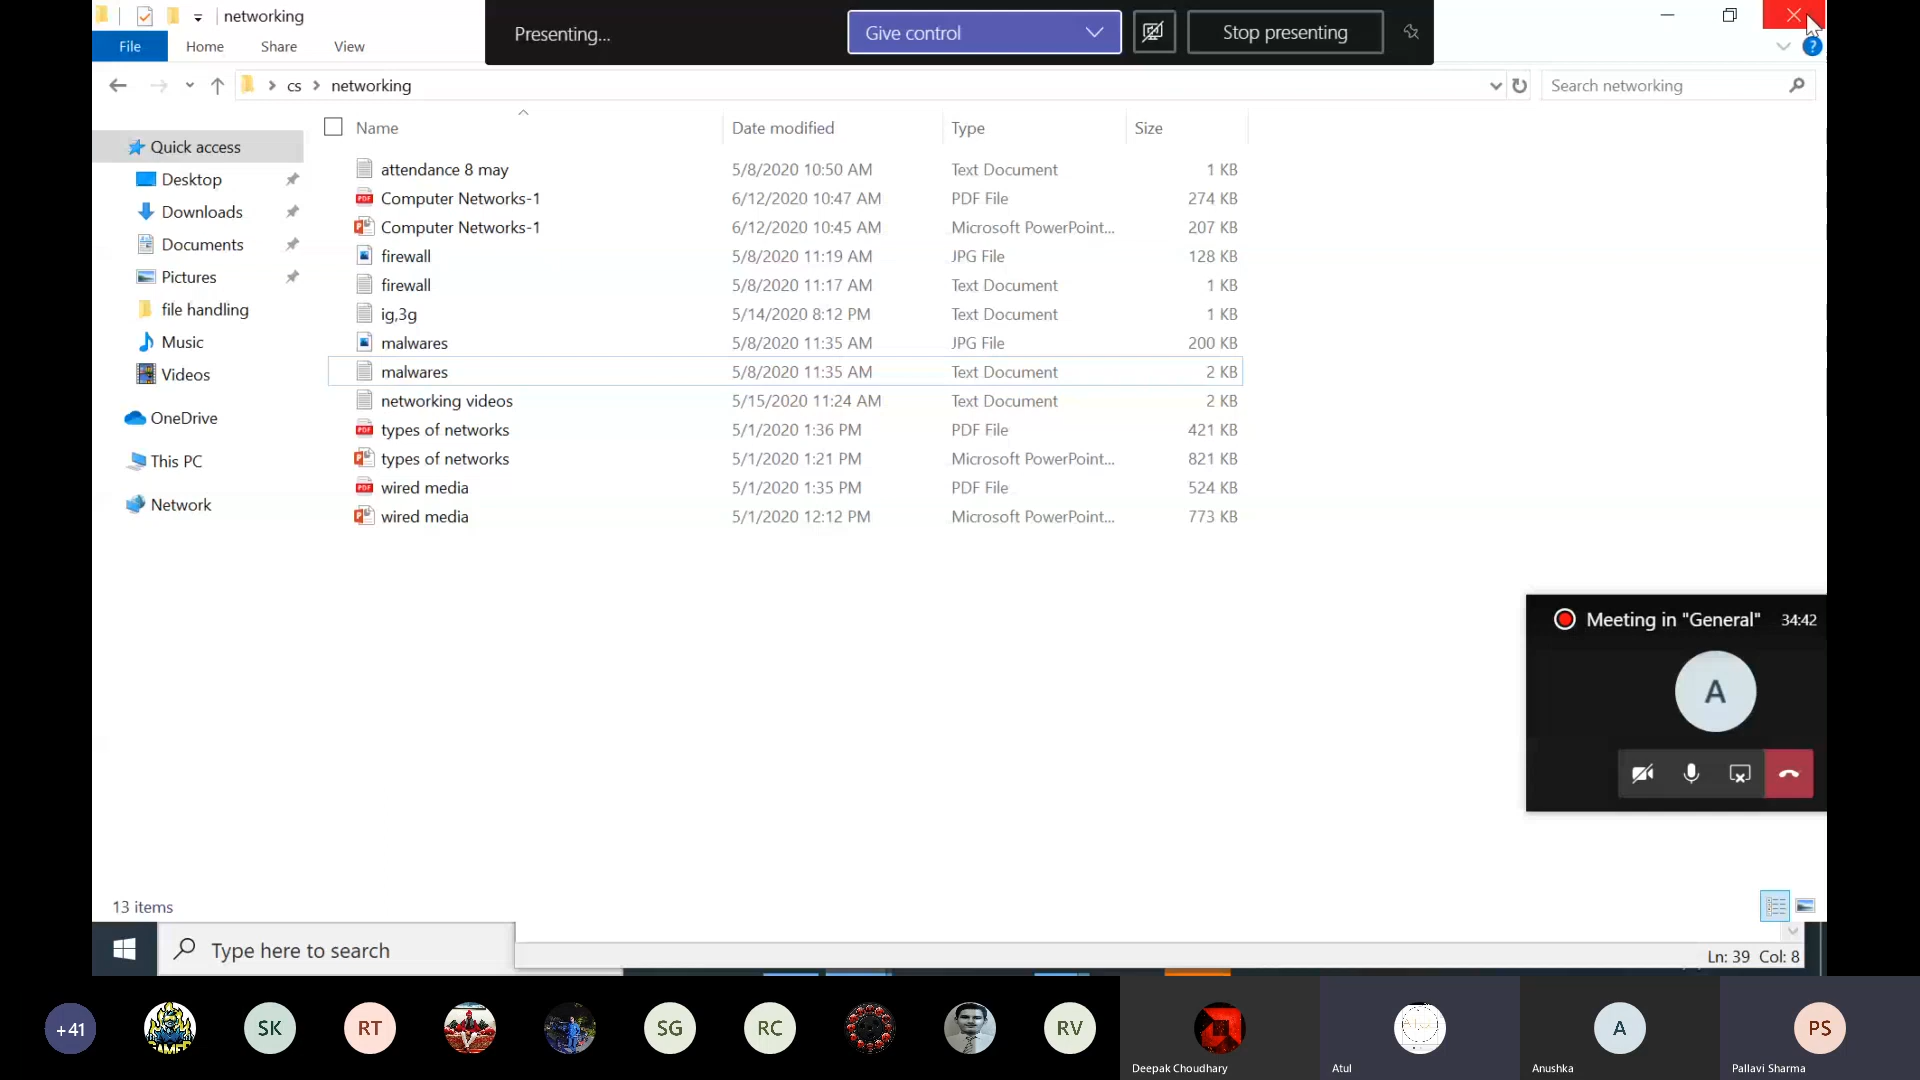 networking
Presenting...
Give control
Stop presenting
File
Home
Share
View
?
cs
networking
Search networking
Name
Date modified
Type
Size
Quick access
Desktop
Downloads
Documents
Pictures
file handling
Music
Videos
OneDrive
This PC
Network
attendance 8 may 5/8/2020 10:50 AM Text Document 1 KB
Computer Networks-1 6/12/2020 10:47 AM PDF File 274 KB
Computer Networks-1 6/12/2020 10:45 AM Microsoft PowerPoint... 207 KB
firewall 5/8/2020 11:19 AM JPG File 128 KB
firewall 5/8/2020 11:17 AM Text Document 1 KB
ig,3g 5/14/2020 8:12 PM Text Document 1 KB
malwares 5/8/2020 11:35 AM JPG File 200 KB
malwares 5/8/2020 11:35 AM Text Document 2 KB
networking videos 5/15/2020 11:24 AM Text Document 2 KB
types of networks 5/1/2020 1:36 PM PDF File 421 KB
types of networks 5/1/2020 1:21 PM Microsoft PowerPoint... 821 KB
wired media 5/1/2020 1:35 PM PDF File 524 KB
wired media 5/1/2020 12:12 PM Microsoft PowerPoint... 773 KB
Meeting in "General" 34:42
A
13 items
Type here to search
Ln: 39 Col: 8
+41
SK
RT
SG
RC
RV
Deepak Choudhary
Atul
A
Anushka
PS
Pallavi Sharma